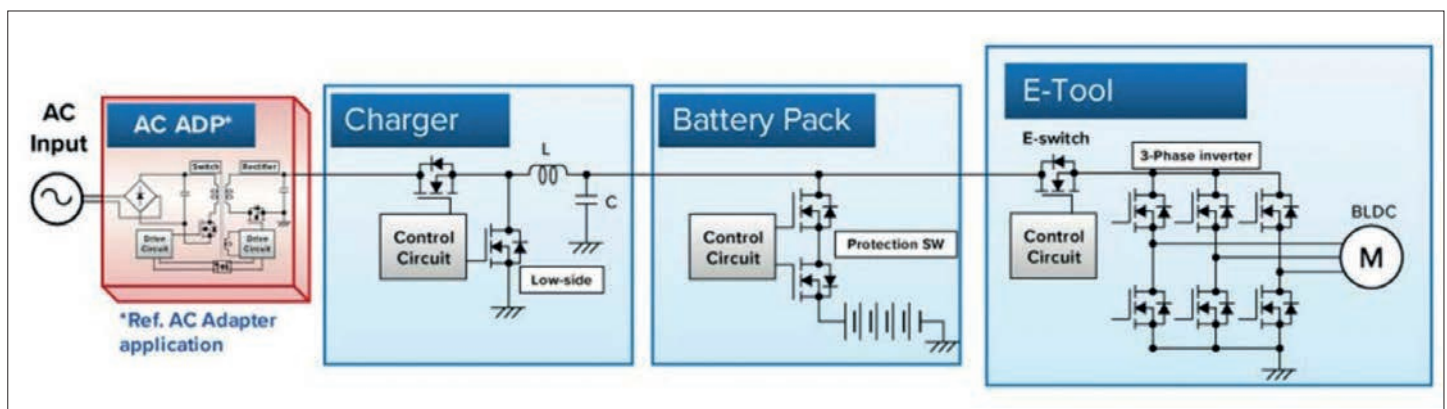 AC
Input
AC ADP*
Switch
Rectifier
Drive
Circuit
Drive
Circuit
*Ref. AC Adapter
application
Charger
L
C
Control
Circuit
Low-side
Battery Pack
Control
Circuit
Protection SW
E-Tool
E-switch
3-Phase inverter
Control
Circuit
BLDC
M